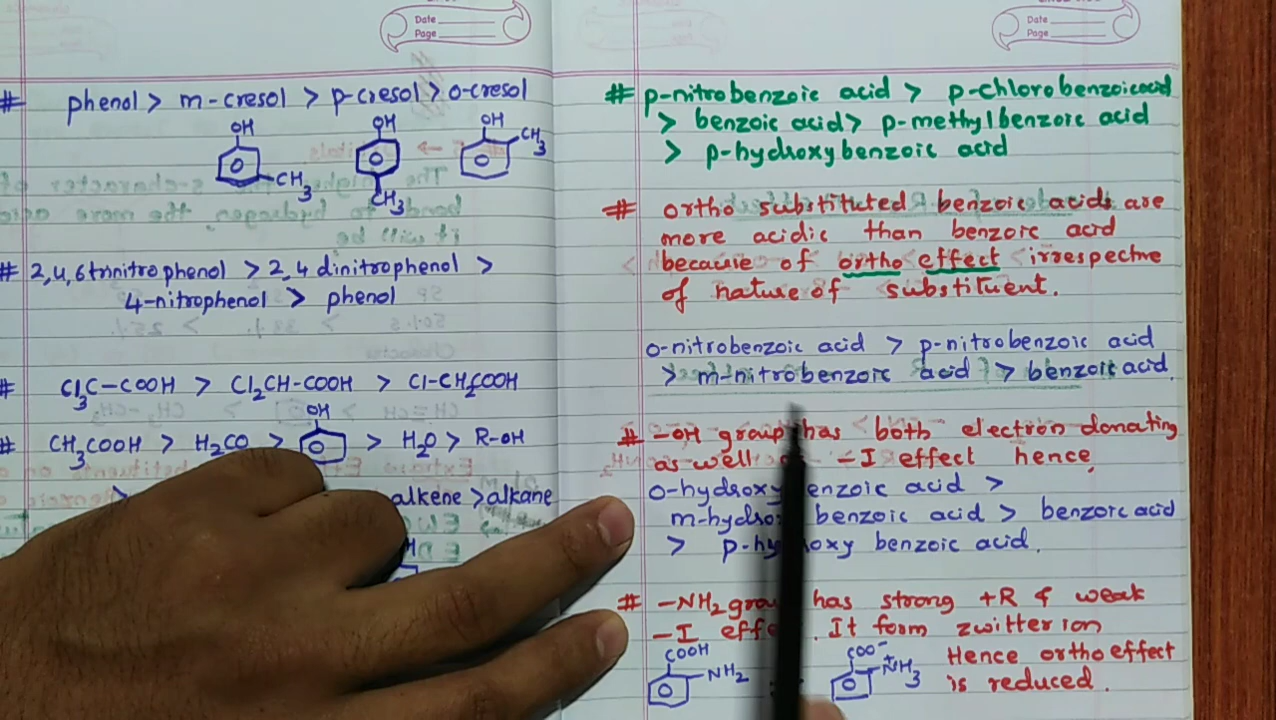 Date
Page
# phenol > m-cresol > p-cresol > o-cresol
OH OH OH
CH3 CH3 CH3
# 2,4,6 trinitrophenol > 2,4 dinitrophenol >
4-nitrophenol > phenol
# Cl3C-COOH > Cl2CH-COOH > Cl-CH2COOH
OH
# CH3COOH > H2CO > > H2O > R-OH
> alkene > alkane
Date
Page
# p-nitrobenzoic acid > p-chlorobenzoic acid
> benzoic acid > p-methylbenzoic acid
> p-hydroxybenzoic acid
# ortho substituted benzoic acids are
more acidic than benzoic acid
because of ortho effect irrespective
of nature of substituent.
o-nitrobenzoic acid > p-nitrobenzoic acid
> m-nitrobenzoic acid > benzoic acid.
# -OH group has both electron donating
as well -I effect hence,
o-hydroxy benzoic acid >
m-hydroxy benzoic acid > benzoic acid
> p-hydroxy benzoic acid.
# -NH2 group has strong +R & weak
-I effect. It form zwitter ion
COOH NH2 COO- +NH3 Hence ortho effect
is reduced.